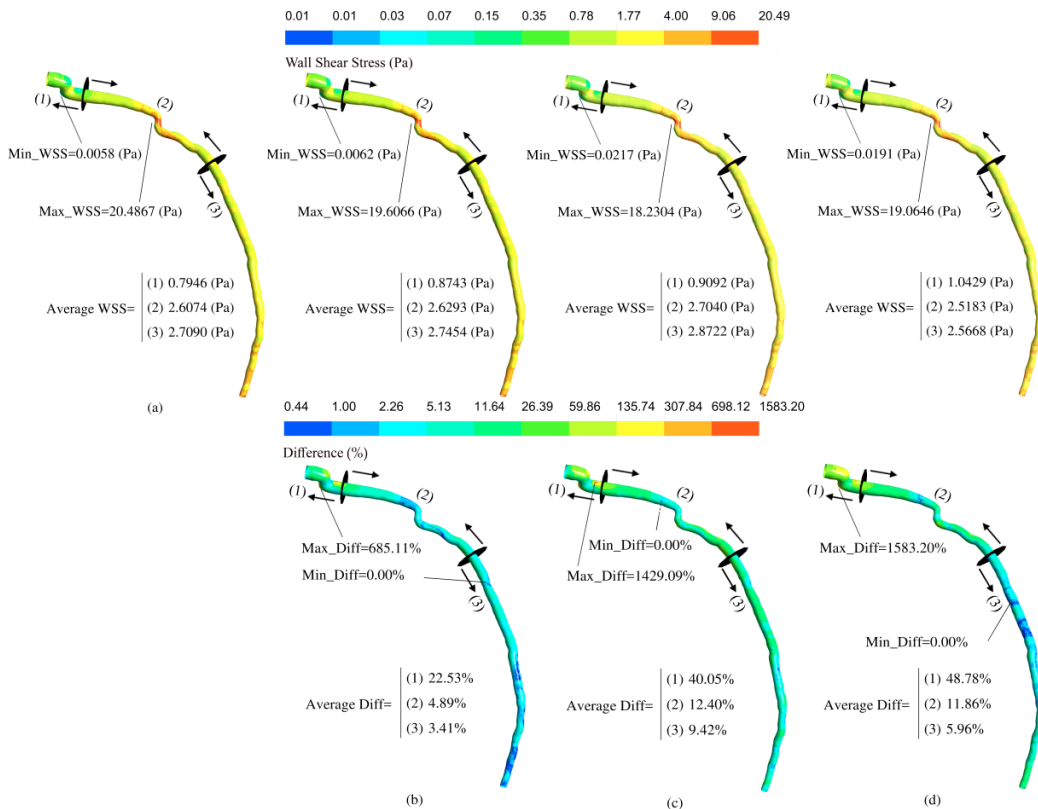 0.01 0.01 0.03 0.07 0.15 0.35 0.78 1.77 4.00 9.06 20.49
Wall Shear Stress (Pa)
(1)
(2)
Min_WSS=0.0058 (Pa)
Max_WSS=20.4867 (Pa)
(3)
Average WSS=
(1) 0.7946 (Pa)
(2) 2.6074 (Pa)
(3) 2.7090 (Pa)
(a)
(1)
(2)
Min_WSS=0.0062 (Pa)
Max_WSS=19.6066 (Pa)
(3)
Average WSS=
(1) 0.8743 (Pa)
(2) 2.6293 (Pa)
(3) 2.7454 (Pa)
(1)
(2)
Min_WSS=0.0217 (Pa)
Max_WSS=18.2304 (Pa)
(3)
Average WSS=
(1) 0.9092 (Pa)
(2) 2.7040 (Pa)
(3) 2.8722 (Pa)
(1)
(2)
Min_WSS=0.0191 (Pa)
Max_WSS=19.0646 (Pa)
(3)
Average WSS=
(1) 1.0429 (Pa)
(2) 2.5183 (Pa)
(3) 2.5668 (Pa)
0.44 1.00 2.26 5.13 11.64 26.39 59.86 135.74 307.84 698.12 1583.20
Difference (%)
(1)
(2)
Max_Diff=685.11%
Min_Diff=0.00%
(3)
Average Diff=
(1) 22.53%
(2) 4.89%
(3) 3.41%
(b)
(1)
(2)
Min_Diff=0.00%
Max_Diff=1429.09%
(3)
Average Diff=
(1) 40.05%
(2) 12.40%
(3) 9.42%
(c)
(1)
(2)
Max_Diff=1583.20%
(3)
Min_Diff=0.00%
Average Diff=
(1) 48.78%
(2) 11.86%
(3) 5.96%
(d)